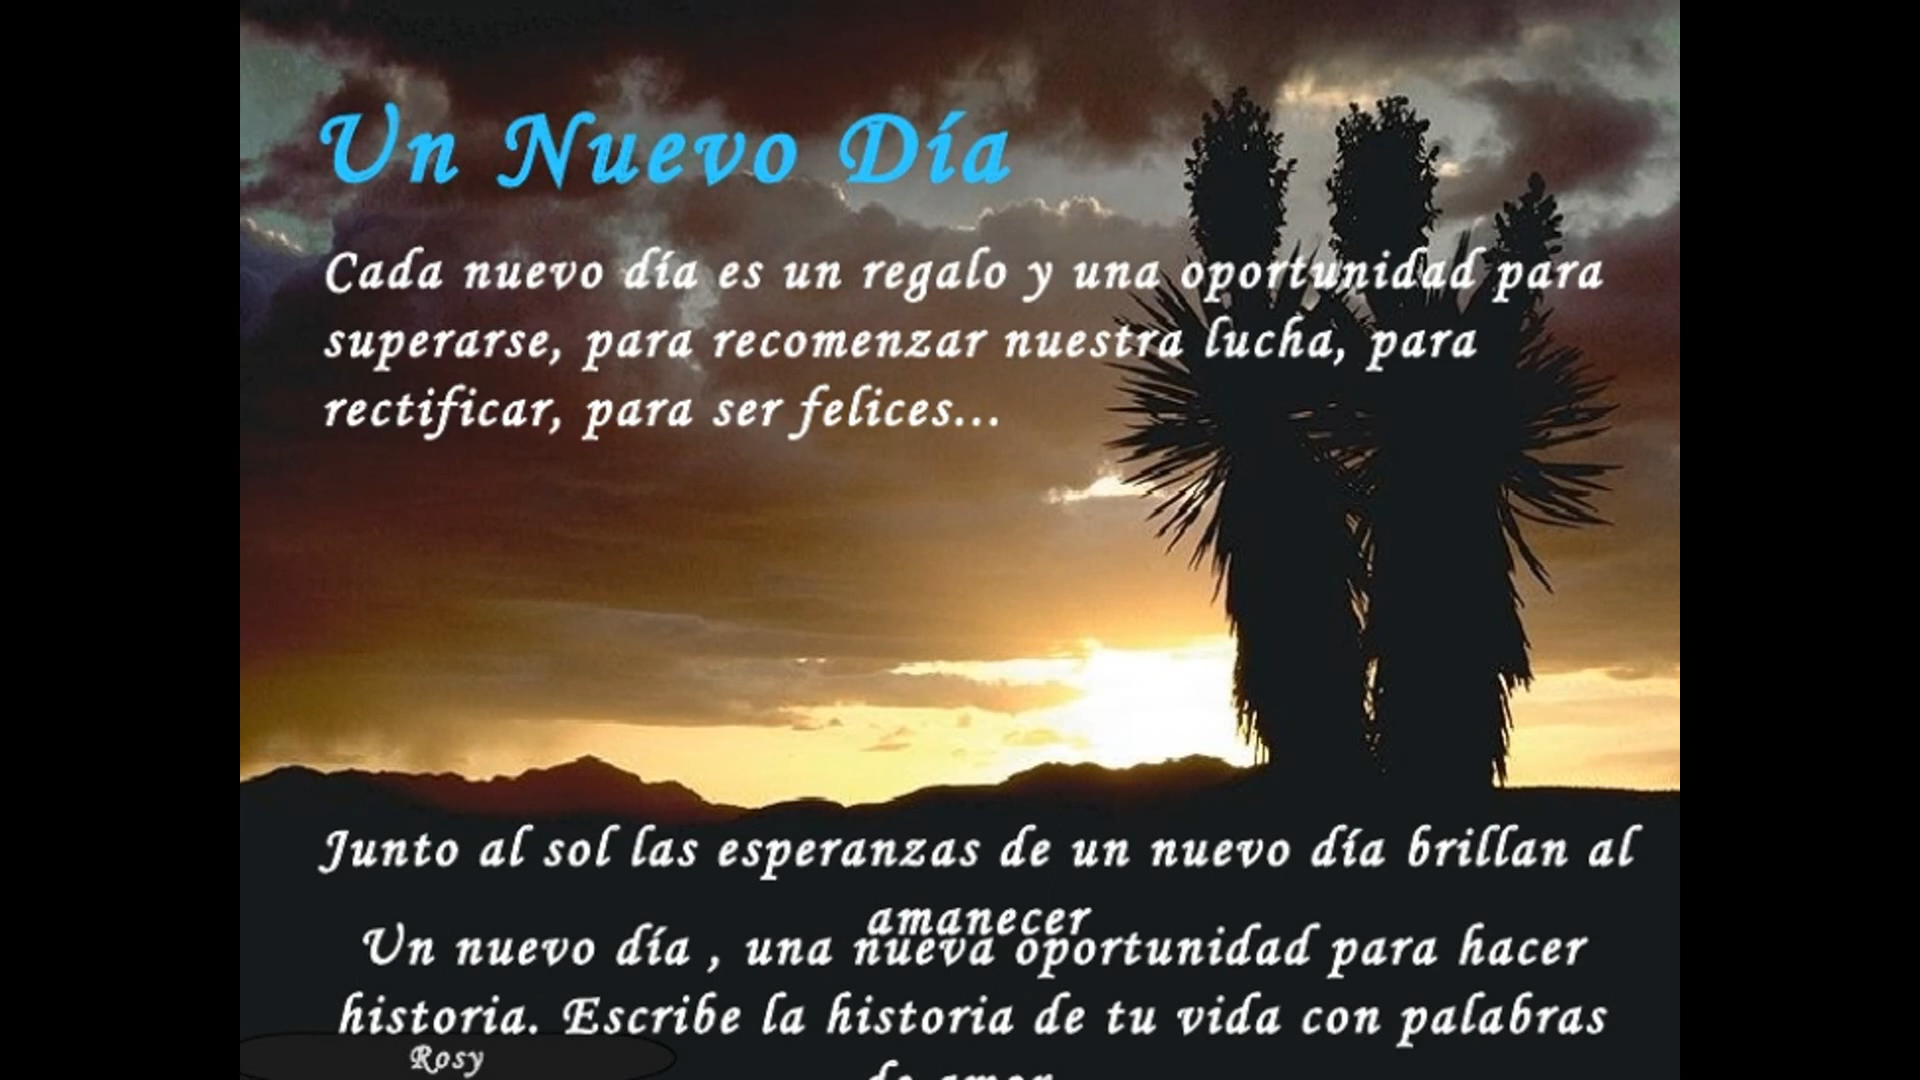 Un Nuevo Día
Cada nuevo día es un regalo y una oportunidad para
superarse, para recomenzar nuestra lucha, para
rectificar, para ser felices...
Junto al sol las esperanzas de un nuevo día brillan al
amanecer
Un nuevo día , una nueva oportunidad para hacer
historia. Escribe la historia de tu vida con palabras
de amor
Rosy